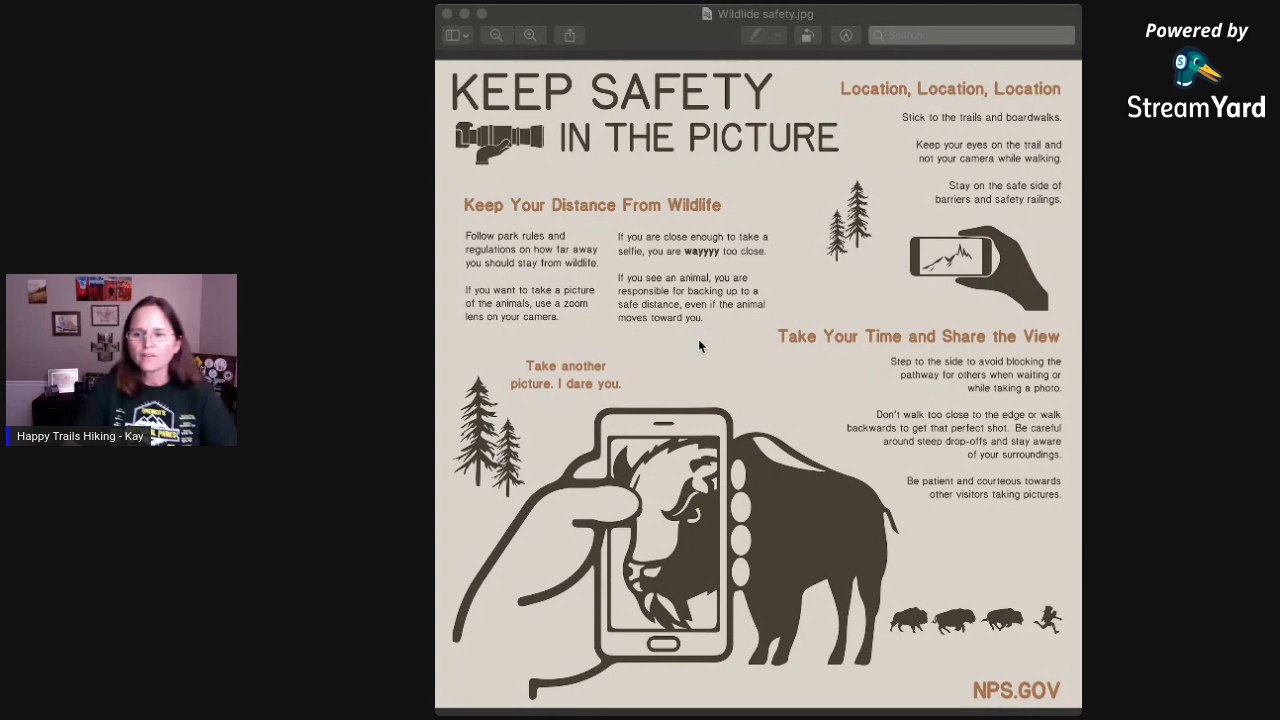 Wildlide safety.jpg
Search
Powered by
StreamYard
KEEP SAFETY
IN THE PICTURE
Keep Your Distance From Wildlife
Follow park rules and
regulations on how far away
you should stay from wildlife.
If you want to take a picture
of the animals, use a zoom
lens on your camera.
If you are close enough to take a
selfie, you are wayyyy too close.
If you see an animal, you are
responsible for backing up to a
safe distance, even if the animal
moves toward you.
Location, Location, Location
Stick to the trails and boardwalks.
Keep your eyes on the trail and
not your camera while walking.
Stay on the safe side of
barriers and safety railings.
Take Your Time and Share the View
Step to the side to avoid blocking the
pathway for others when waiting or
while taking a photo.
Don't walk too close to the edge or walk
backwards to get that perfect shot. Be careful
around steep drop-offs and stay aware
of your surroundings.
Be patient and courteous towards
other visitors taking pictures.
Take another
picture. I dare you.
NPS.GOV
Happy Trails Hiking - Kay